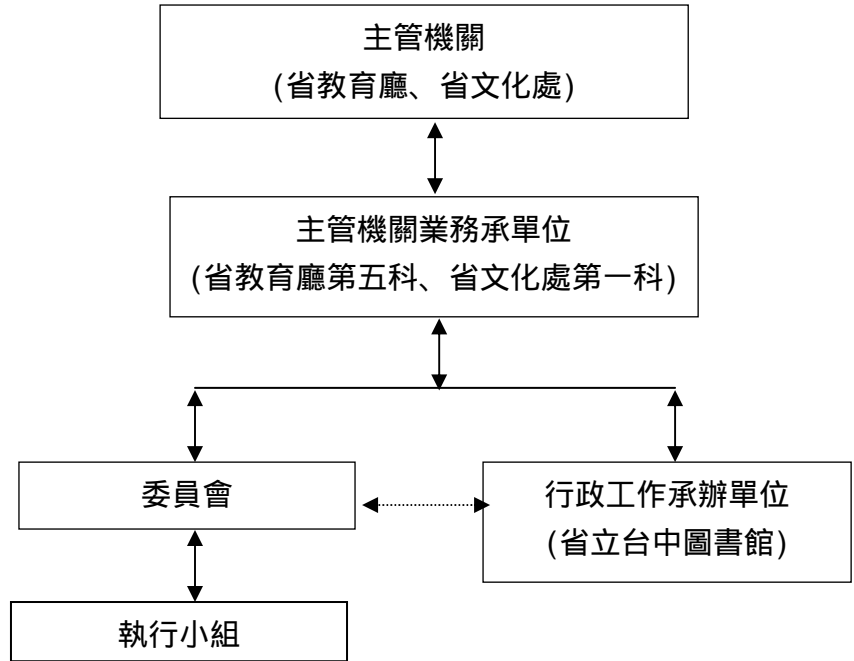 主管機關
(省教育廳、省文化處)
主管機關業務承單位
(省教育廳第五科、省文化處第一科)
委員會
行政工作承辦單位
(省立台中圖書館)
執行小組